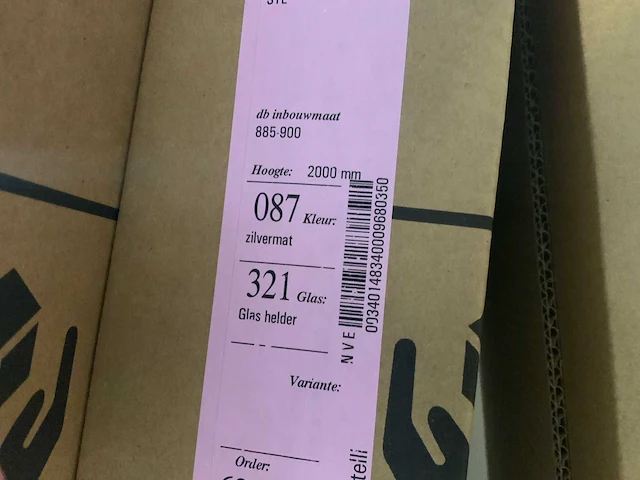 db inbouwmaat
885-900
Hoogte: 2000 mm
087 Kleur:
zilvermat
321 Glas:
Glas helder
NVE
00340148340009680350
Variante:
Order: